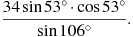 34 sin 53° · cos 53°
sin 106°
.